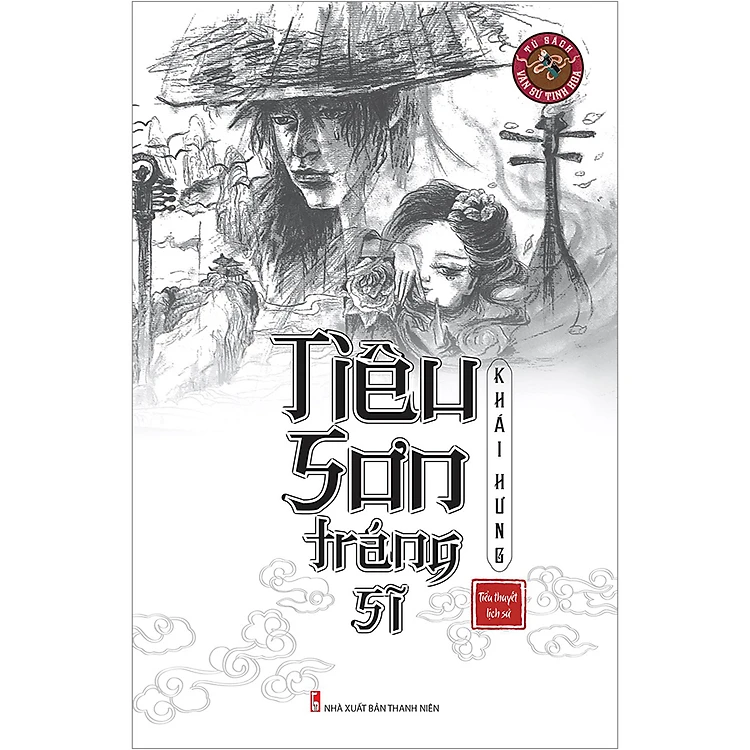 TỦ SÁCH
VĂN SỬ TINH HOA
Tiêu
Sơn
tráng
sĩ
KHÁI HƯNG
Tiểu thuyết
lịch sử
NHÀ XUẤT BẢN THANH NIÊN